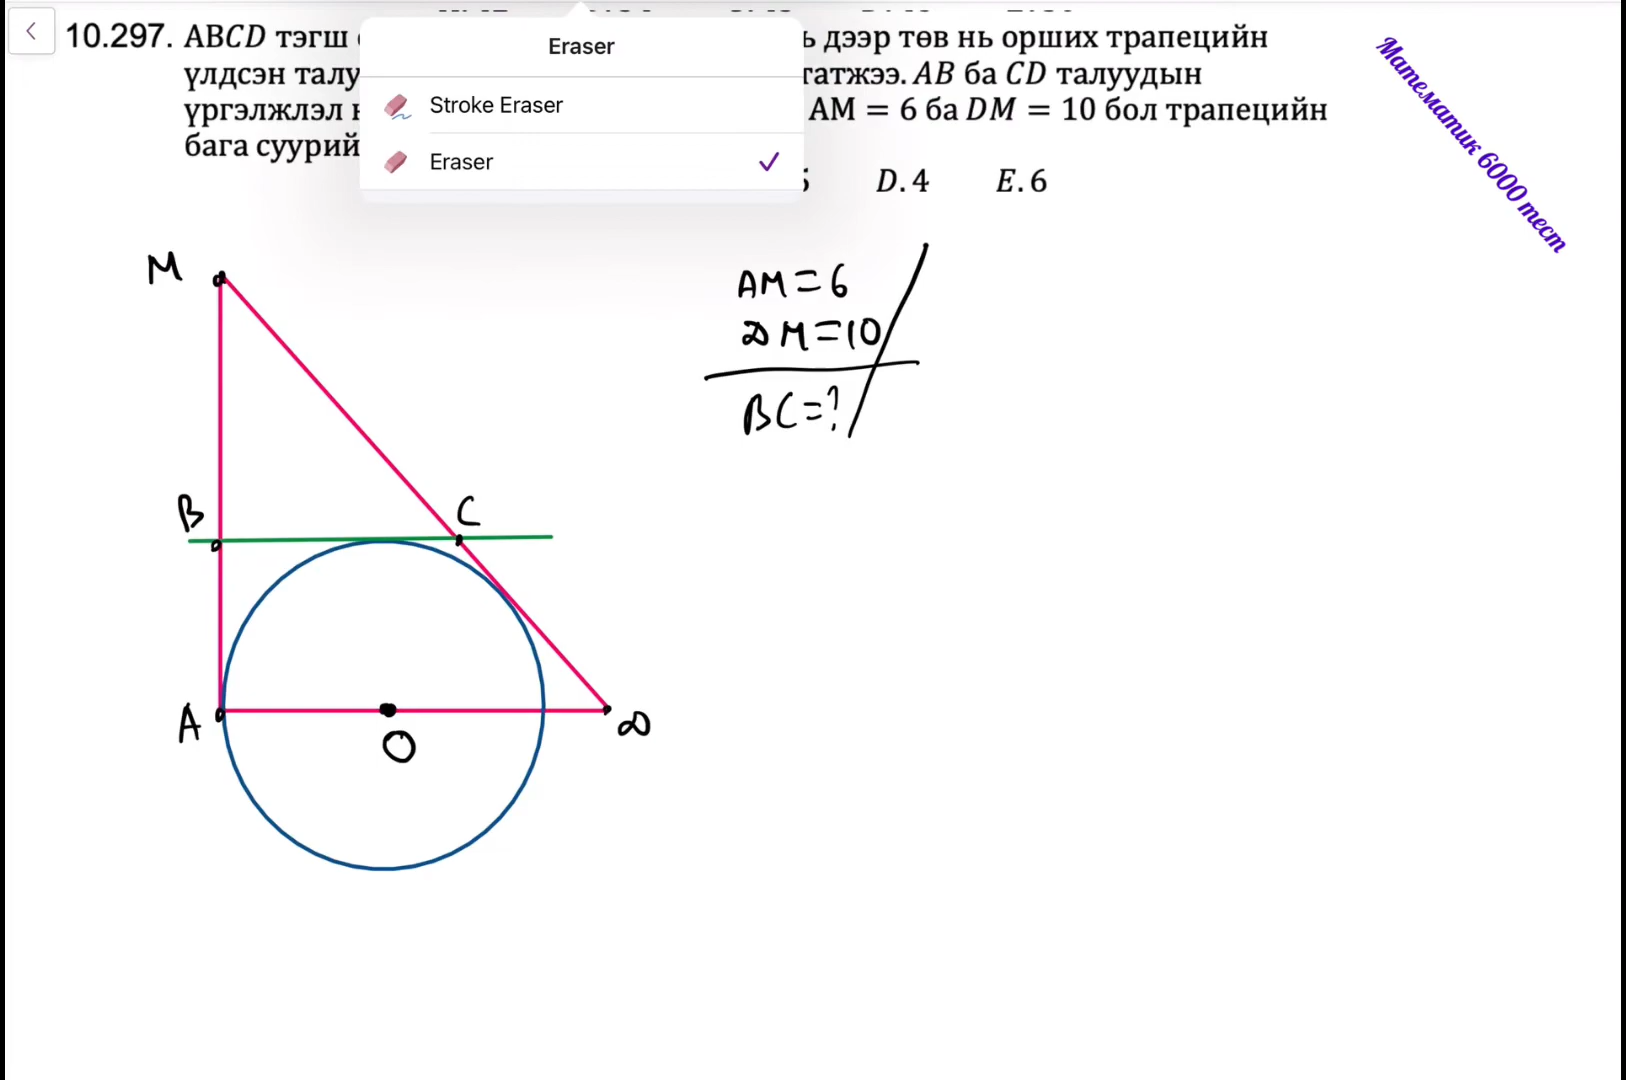 10.297. ABCD тэгш
Eraser
дээр төв нь орших трапецийн
үлдсэн талу
татжээ. AB ба CD талуудын
Stroke Eraser
үргэлжлэл
AM = 6 ба DM = 10 бол трапецийн
бага суурий
Eraser
D. 4 E. 6
Математик 6000 тест
M
AM = 6
DM = 10
BC = ?
B
C
A
O
D